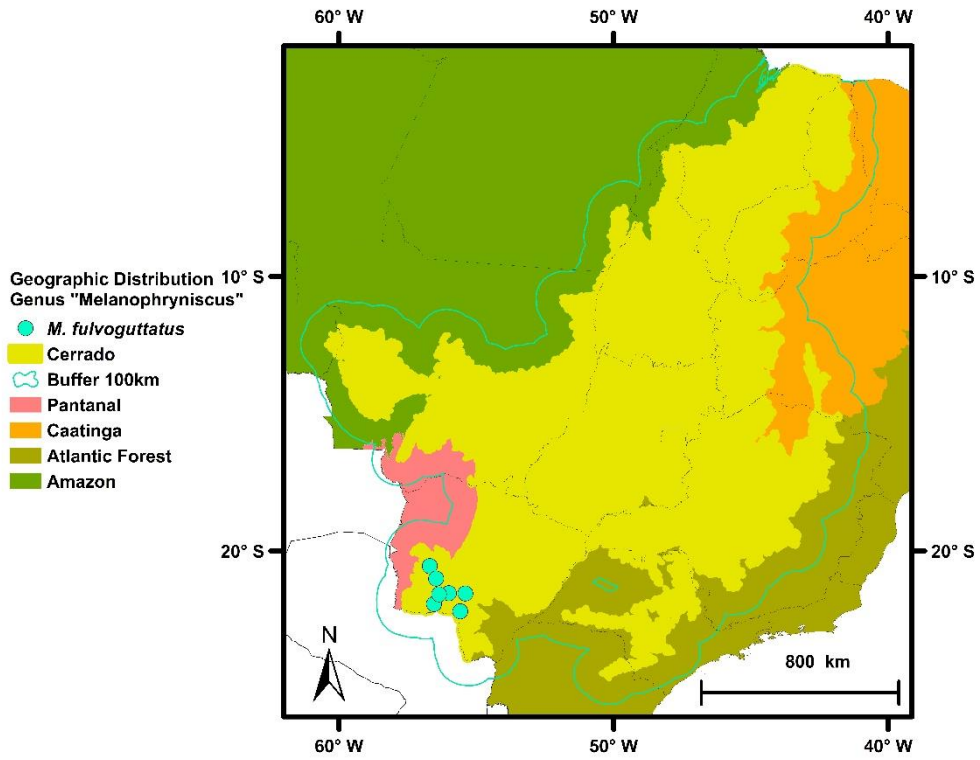 60° W 50° W 40° W
Geographic Distribution 10° S 10° S
Genus "Melanophryniscus"
M. fulvoguttatus
Cerrado
Buffer 100km
Pantanal
Caatinga
Atlantic Forest
Amazon
20° S 20° S
N
800 km
60° W 50° W 40° W